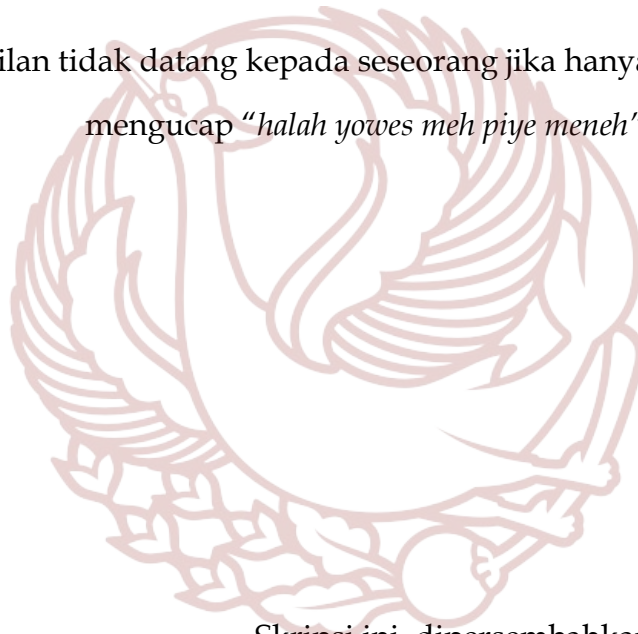 ilan tidak datang kepada seseorang jika hanya
mengucap “halah yowes meh piye meneh”
Skripsi ini dipersembahkan